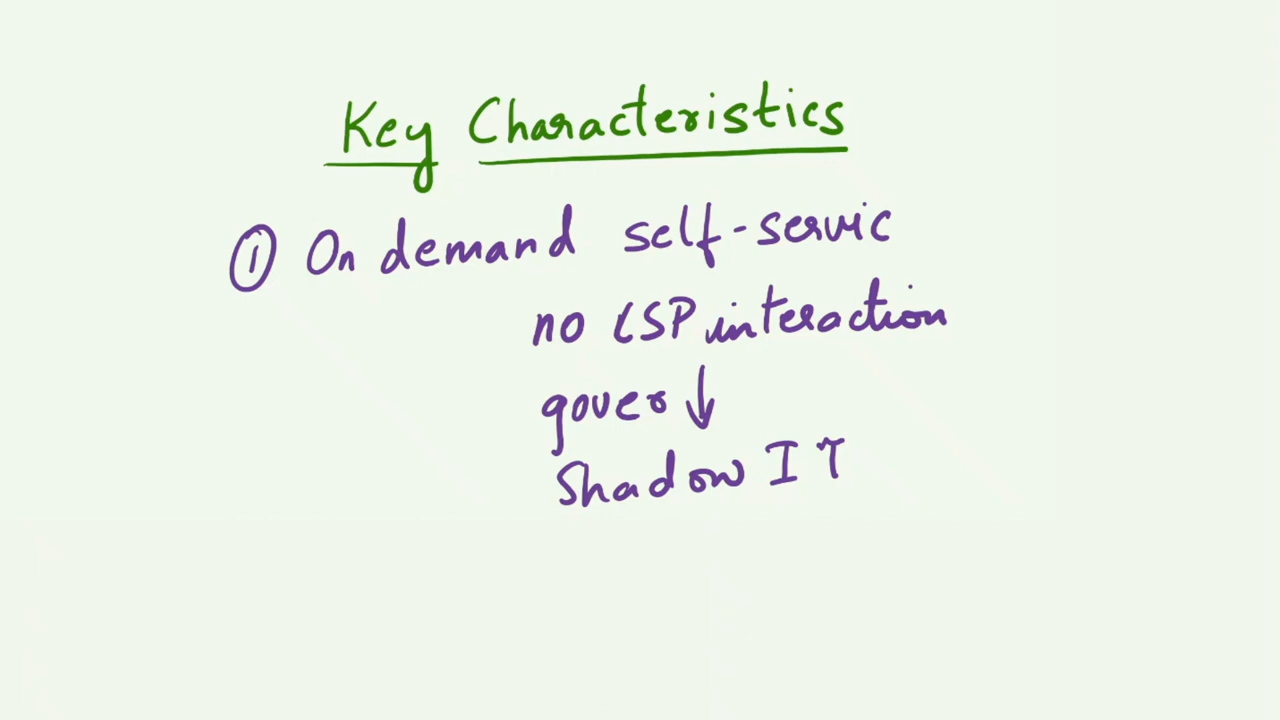 Key Characteristics
① On demand self-servic
no CSP interaction
gover ↓
Shadow IT